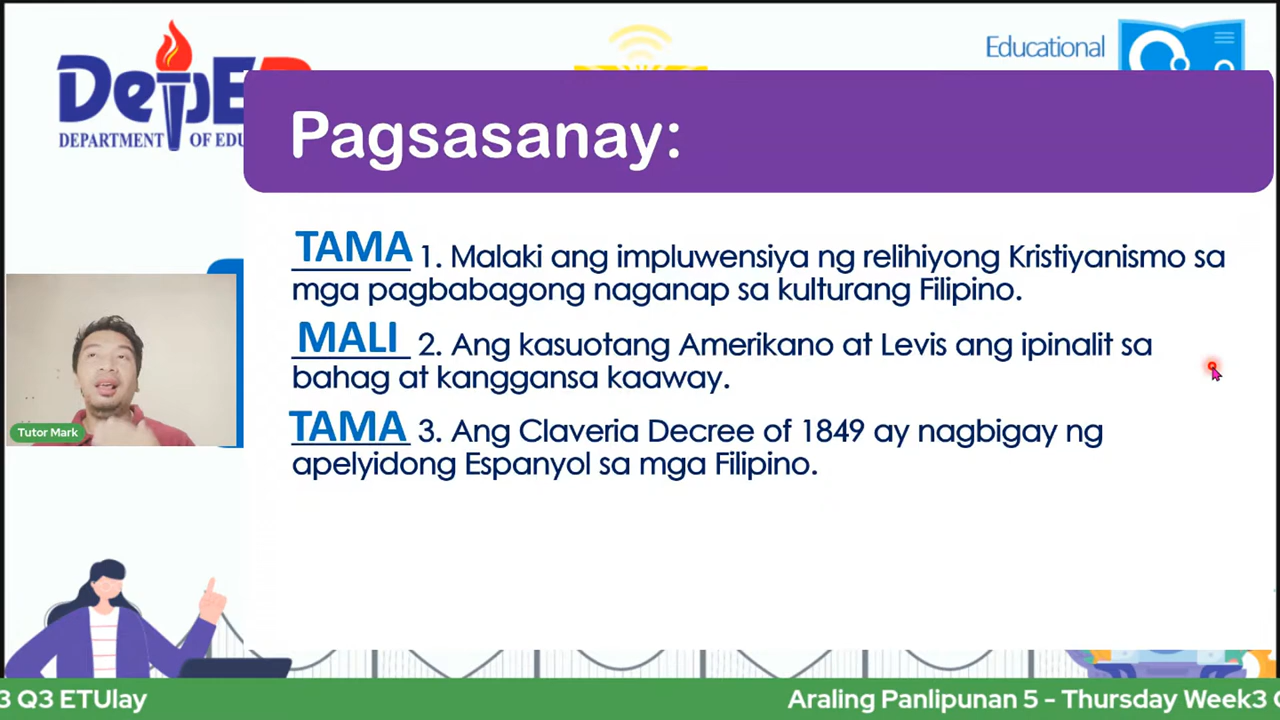 DepED
DEPARTMENT OF EDU
Educational
Pagsasanay:
TAMA 1. Malaki ang impluwensiya ng relihiyong Kristiyanismo sa
mga pagbabagong naganap sa kulturang Filipino.
MALI 2. Ang kasuotang Amerikano at Levis ang ipinalit sa
bahag at kanggansa kaaway.
TAMA 3. Ang Claveria Decree of 1849 ay nagbigay ng
apelyidong Espanyol sa mga Filipino.
Tutor Mark
3 Q3 ETUlay
Araling Panlipunan 5 - Thursday Week3